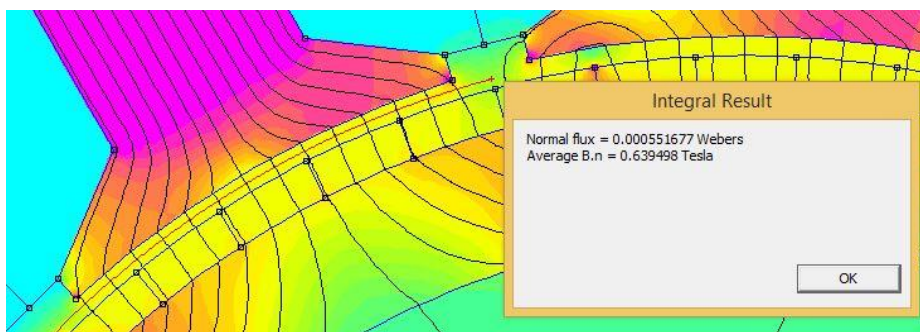 Integral Result
Normal flux = 0.000551677 Webers
Average B.n = 0.639498 Tesla
OK